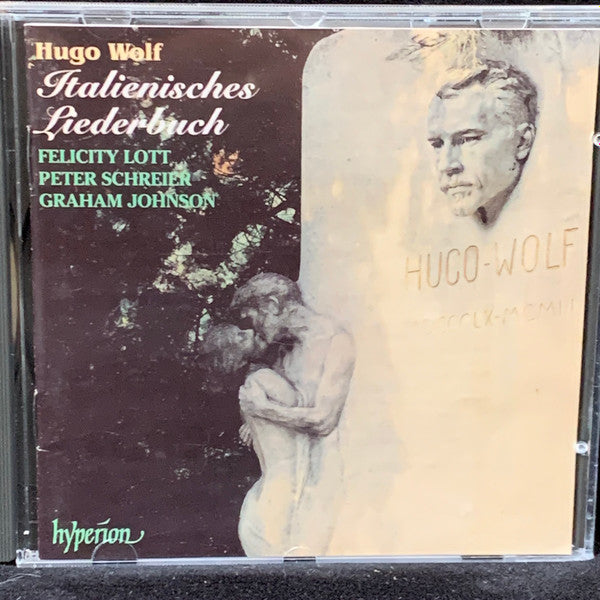 Hugo Wolf
Italienisches
Liederbuch
FELICITY LOTT
PETER SCHREIER
GRAHAM JOHNSON
HUGO-WOLF
hyperion